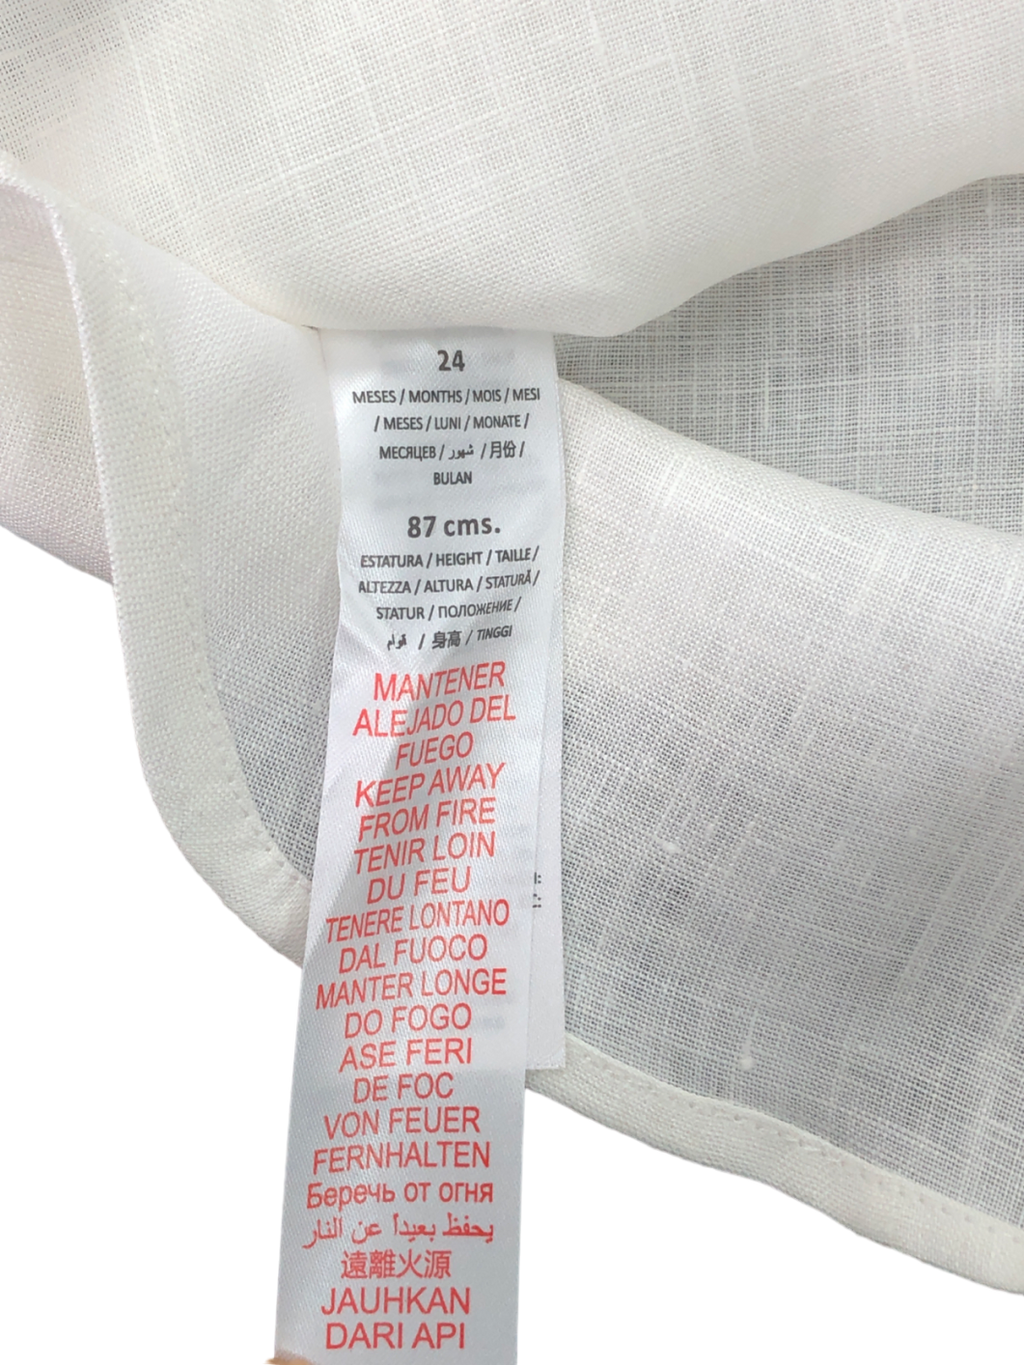 24
MESES / MONTHS / MOIS / MESI
/ MESES / LUNI / MONATE /
МЕСЯЦЕВ / شهور / 月份 /
BULAN
87 cms.
ESTATURA / HEIGHT / TAILLE /
ALTEZZA / ALTURA / STATURĂ /
STATUR / ПОЛОЖЕНИЕ /
قوام / 身高 / TINGGI
MANTENER
ALEJADO DEL
FUEGO
KEEP AWAY
FROM FIRE
TENIR LOIN
DU FEU
TENERE LONTANO
DAL FUOCO
MANTER LONGE
DO FOGO
ASE FERI
DE FOC
VON FEUER
FERNHALTEN
Беречь от огня
يحفظ بعيداً عن النار
遠離火源
JAUHKAN
DARI API